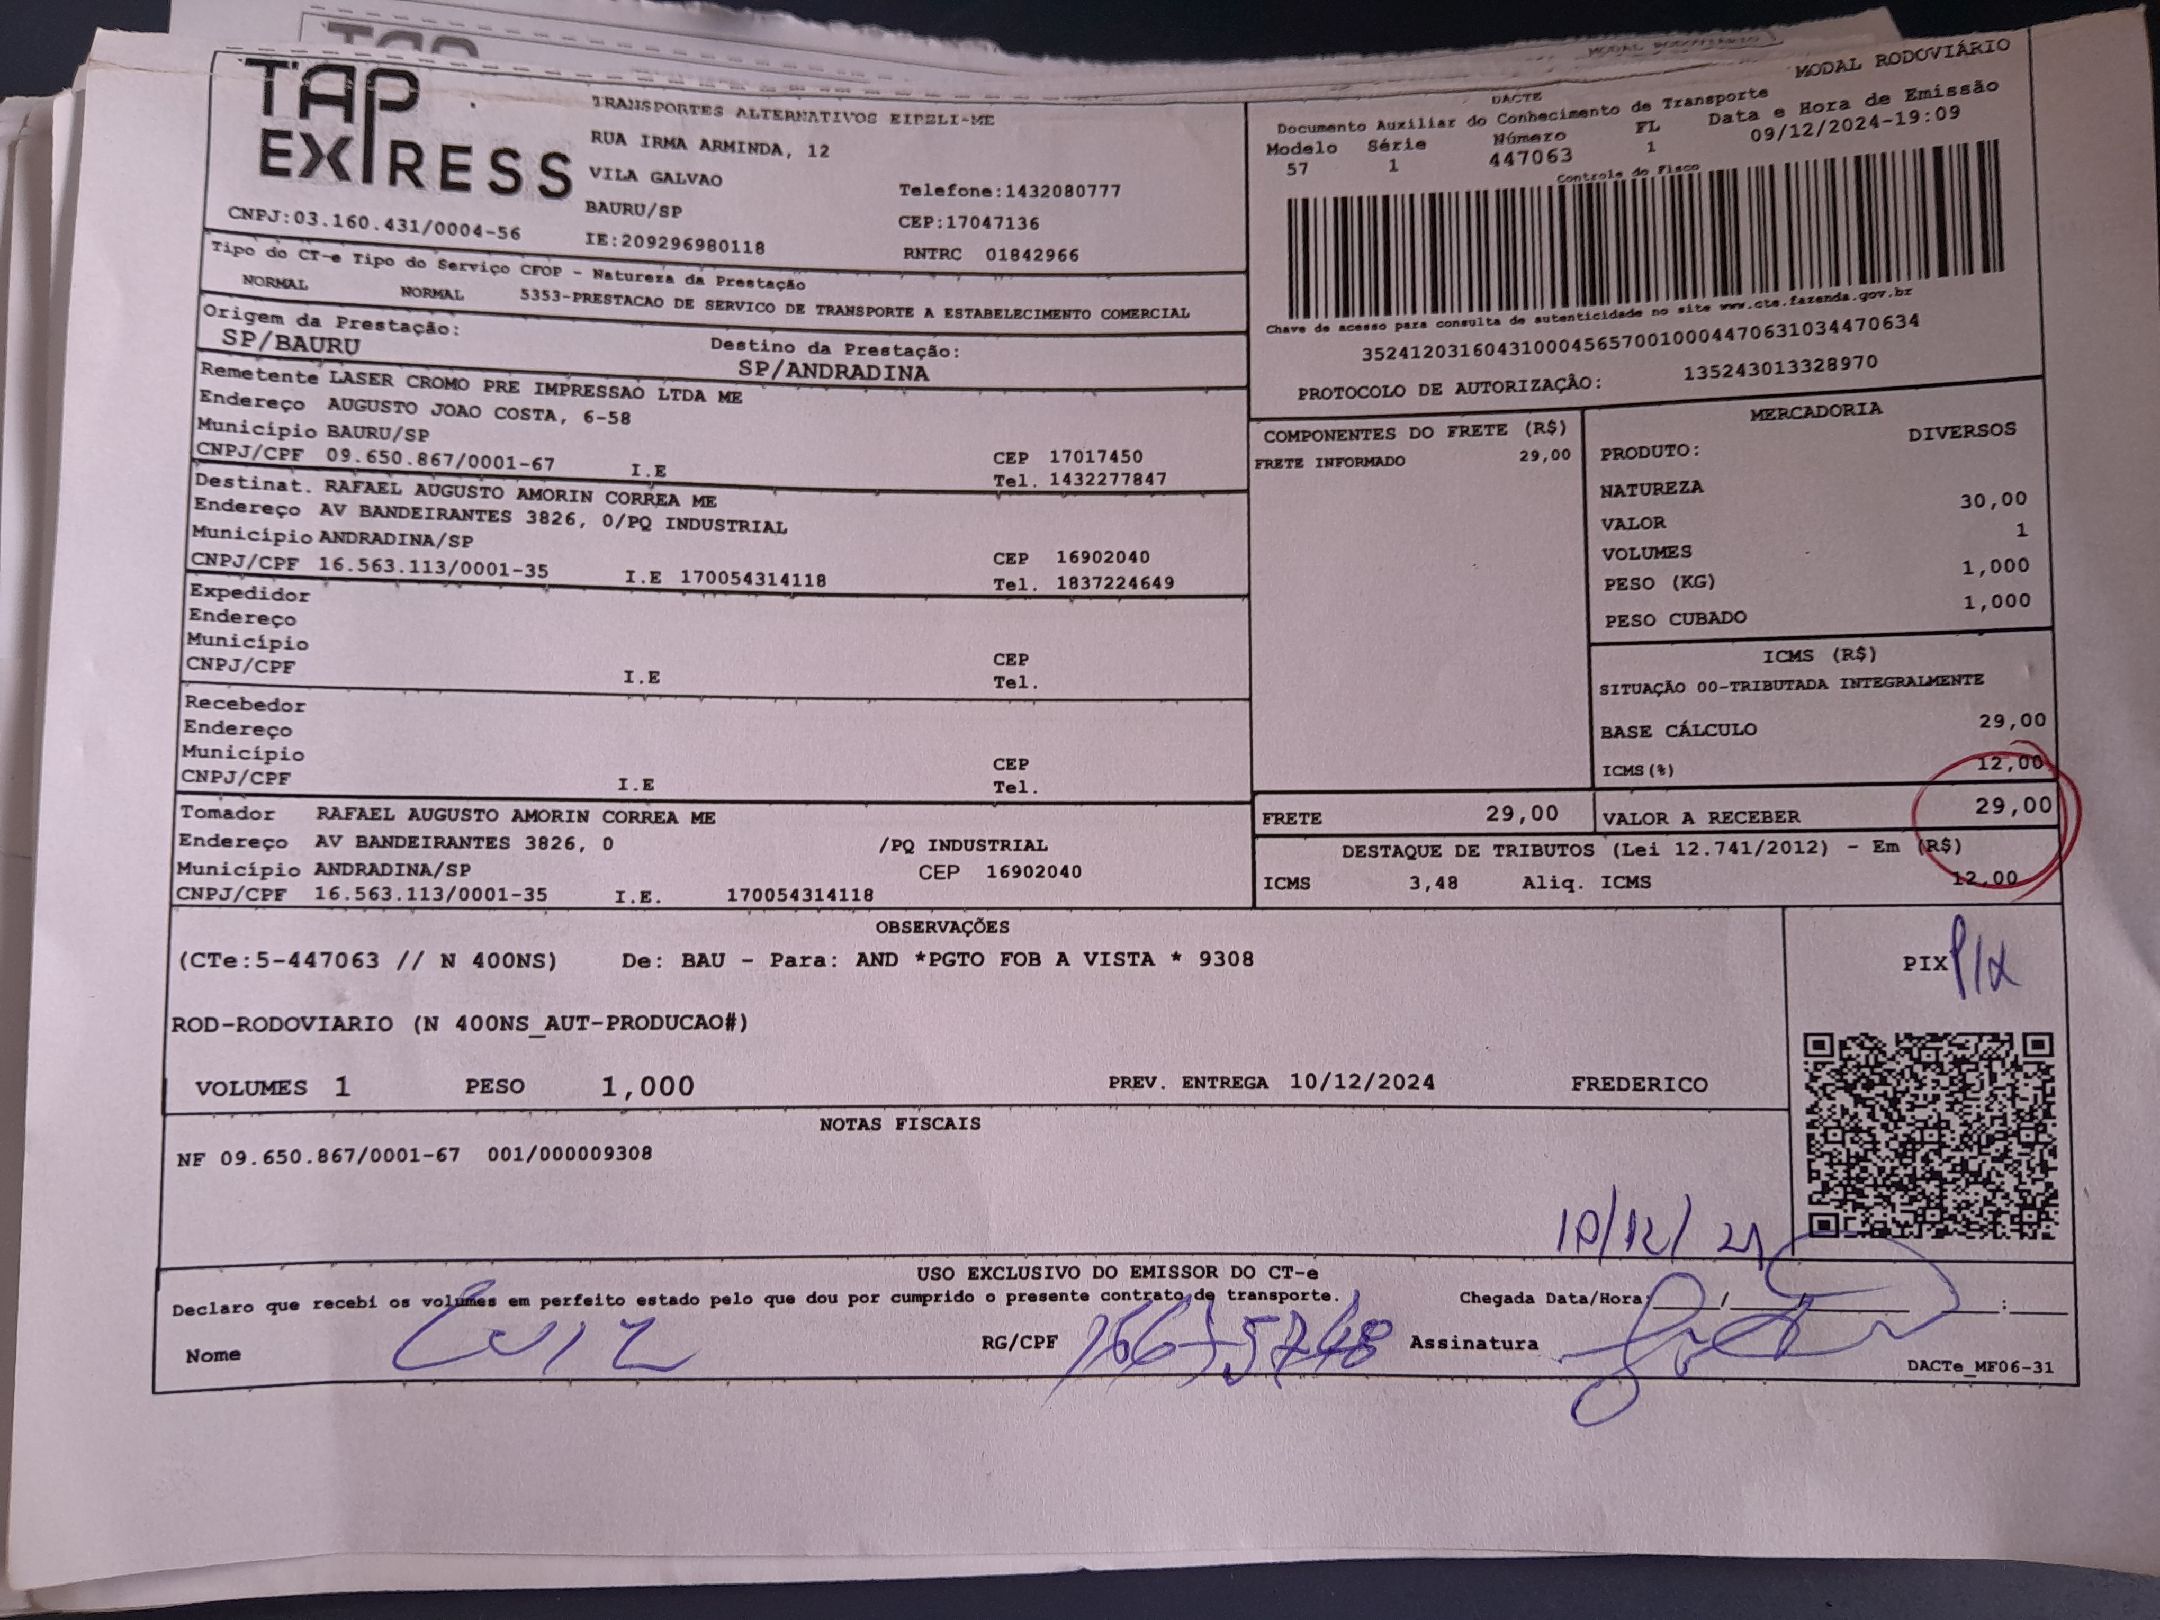 TAP
EXPRESS
CNPJ:03.160.431/0004-56
TRANSPORTES ALTERNATIVOS EIRELI-ME
RUA IRMA ARMINDA, 12
VILA GALVAO
BAURU/SP
IE:209296980118
Telefone:1432080777
CEP:17047136
RNTRC 01842966
MODAL RODOVIÁRIO
DACTE
Documento Auxiliar do Conhecimento de Transporte
Modelo Série Número FL Data e Hora de Emissão
57 1 447063 1 09/12/2024-19:09
Controle do Fisco
Chave de acesso para consulta de autenticidade no site www.cte.fazenda.gov.br
35241203160431000456570010004470631034470634
PROTOCOLO DE AUTORIZAÇÃO: 135243013328970
Tipo do CT-e Tipo do Serviço CFOP - Natureza da Prestação
NORMAL NORMAL 5353-PRESTACAO DE SERVICO DE TRANSPORTE A ESTABELECIMENTO COMERCIAL
Origem da Prestação: Destino da Prestação:
SP/BAURU SP/ANDRADINA
Remetente LASER CROMO PRE IMPRESSAO LTDA ME
Endereço AUGUSTO JOAO COSTA, 6-58
Município BAURU/SP CEP 17017450
CNPJ/CPF 09.650.867/0001-67 I.E Tel. 1432277847
Destinat. RAFAEL AUGUSTO AMORIN CORREA ME
Endereço AV BANDEIRANTES 3826, 0/PQ INDUSTRIAL
Município ANDRADINA/SP CEP 16902040
CNPJ/CPF 16.563.113/0001-35 I.E 170054314118 Tel. 1837224649
Expedidor
Endereço
Município CEP
CNPJ/CPF I.E Tel.
Recebedor
Endereço
Município CEP
CNPJ/CPF I.E Tel.
Tomador RAFAEL AUGUSTO AMORIN CORREA ME
Endereço AV BANDEIRANTES 3826, 0 /PQ INDUSTRIAL
Município ANDRADINA/SP CEP 16902040
CNPJ/CPF 16.563.113/0001-35 I.E. 170054314118
COMPONENTES DO FRETE (R$)
FRETE INFORMADO 29,00
MERCADORIA
PRODUTO: DIVERSOS
NATUREZA
VALOR 30,00
VOLUMES 1
PESO (KG) 1,000
PESO CUBADO 1,000
ICMS (R$)
SITUAÇÃO 00-TRIBUTADA INTEGRALMENTE
BASE CÁLCULO 29,00
ICMS(%) 12,00
FRETE 29,00 VALOR A RECEBER 29,00
DESTAQUE DE TRIBUTOS (Lei 12.741/2012) - Em (R$)
ICMS 3,48 Aliq. ICMS 12,00
OBSERVAÇÕES
(CTe:5-447063 // N 400NS) De: BAU - Para: AND *PGTO FOB A VISTA * 9308
ROD-RODOVIARIO (N 400NS_AUT-PRODUCAO#)
VOLUMES 1 PESO 1,000 PREV. ENTREGA 10/12/2024 FREDERICO
PIX PIX
NOTAS FISCAIS
NF 09.650.867/0001-67 001/000009308
10/12/24
USO EXCLUSIVO DO EMISSOR DO CT-e
Declaro que recebi os volumes em perfeito estado pelo que dou por cumprido o presente contrato de transporte. Chegada Data/Hora:____/____/________ ____:____
Nome Luiz RG/CPF Assinatura
DACTe_MF06-31